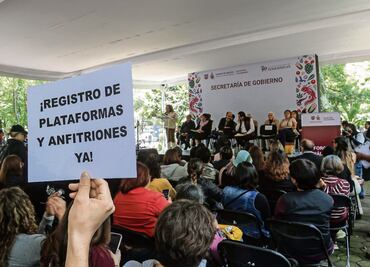 ¡REGISTRO DE
PLATAFORMAS
Y ANFITRIONES
YA!
SECRETARÍA DE GOBIERNO